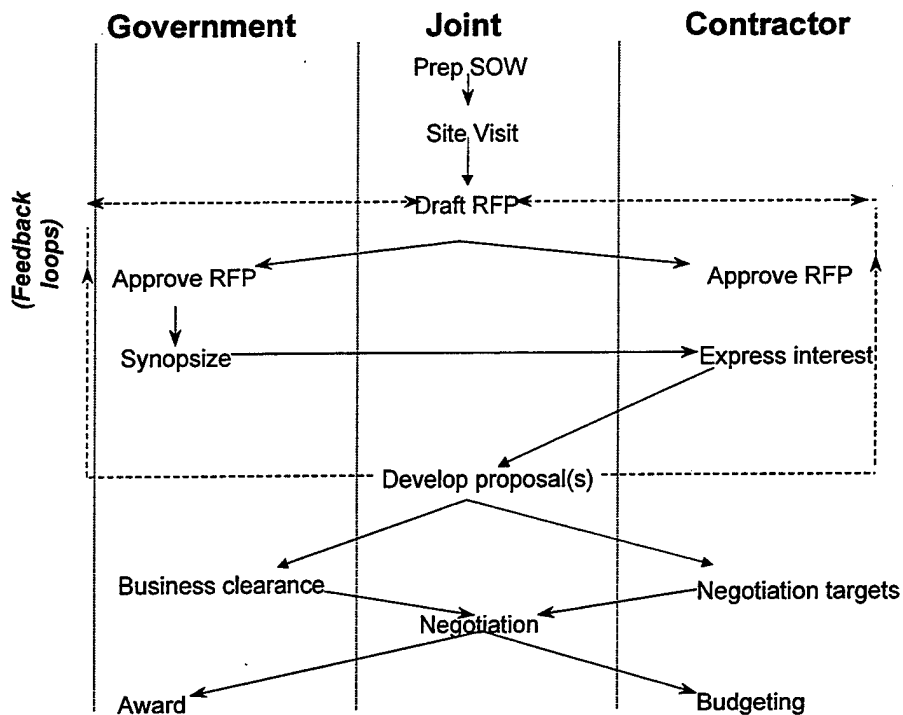 Government Joint Contractor
Prep SOW
Site Visit
Draft RFP
(Feedback
loops)
Approve RFP Approve RFP
Synopsize Express interest
Develop proposal(s)
Business clearance Negotiation targets
Negotiation
Award Budgeting